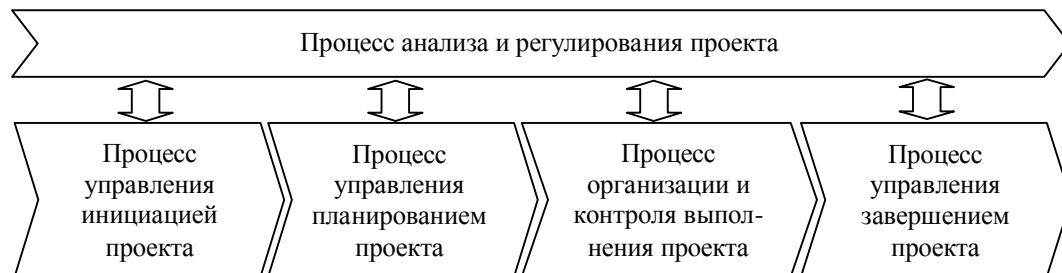 Процесс анализа и регулирования проекта
Процесс
управления
инициацией
проекта
Процесс
управления
планированием
проекта
Процесс
организации и
контроля выпол-
нения проекта
Процесс
управления
завершением
проекта